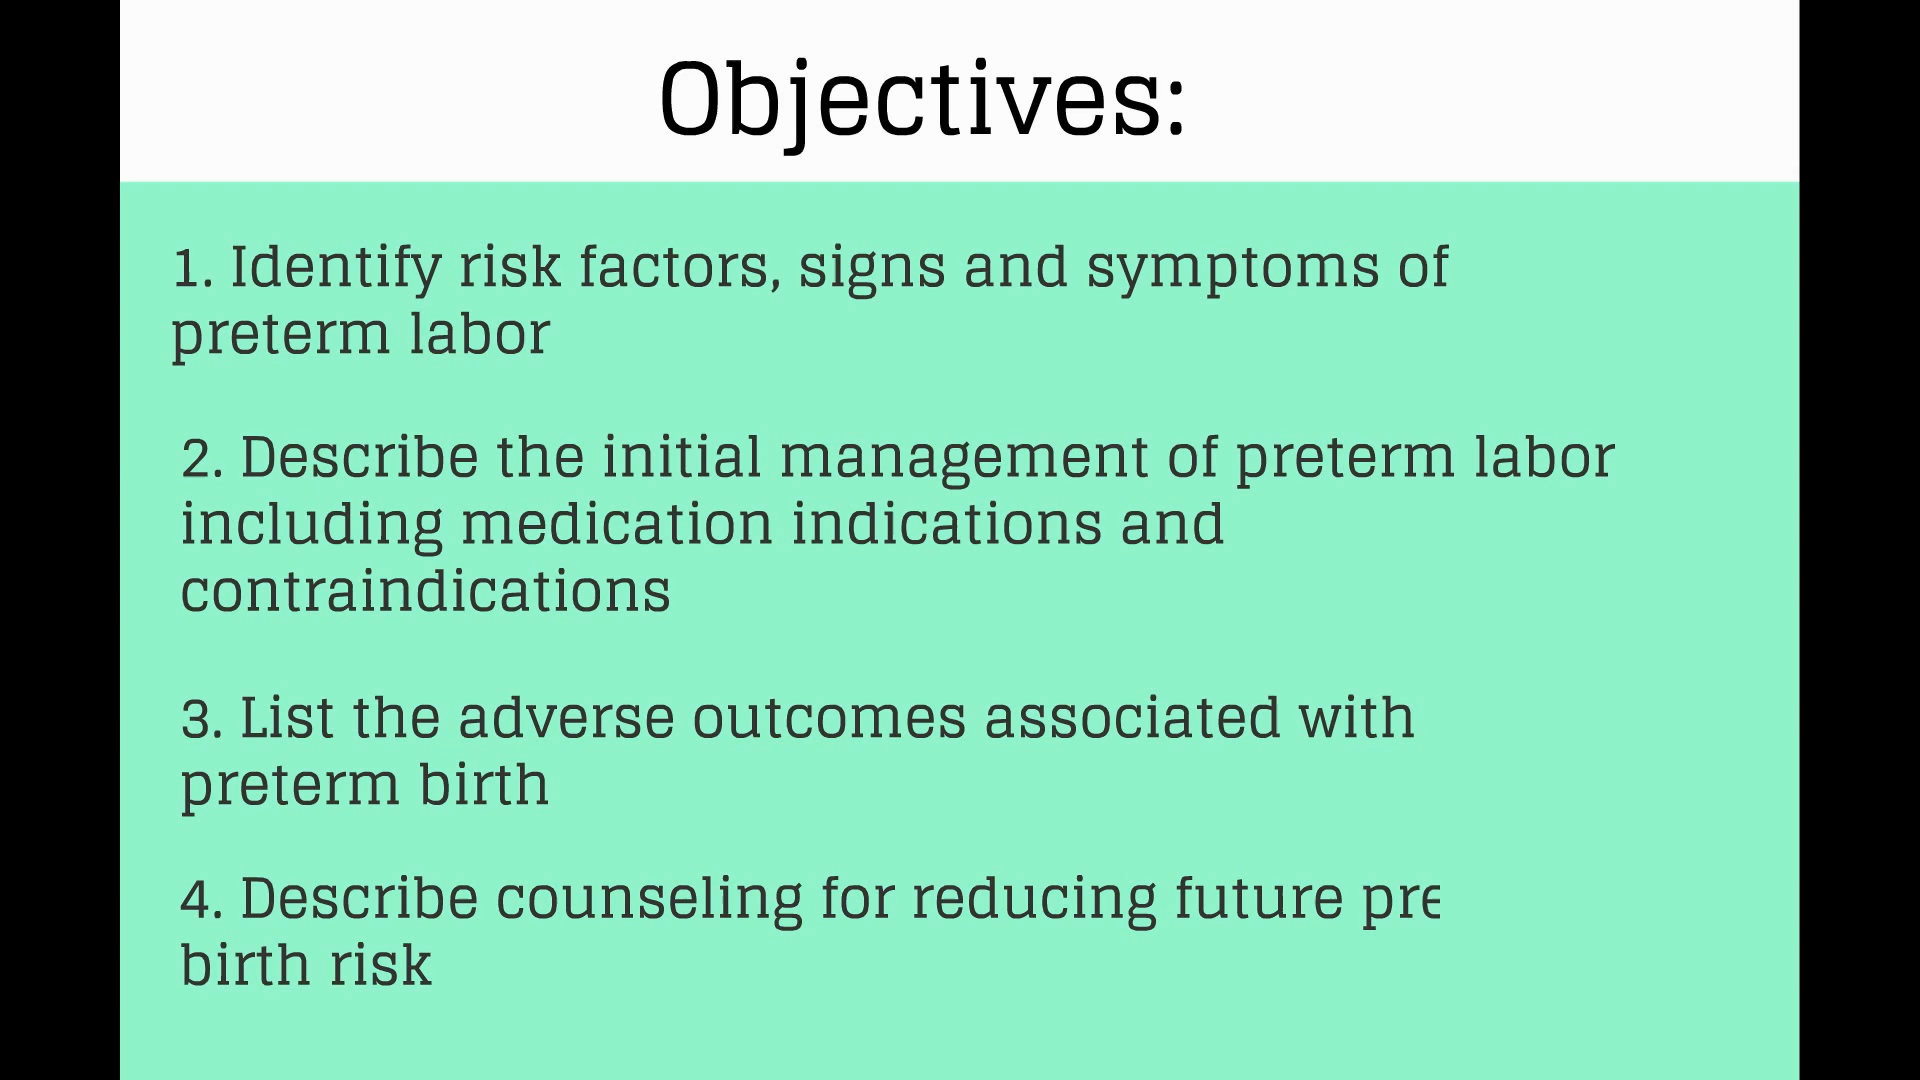 Objectives:
1. Identify risk factors, signs and symptoms of
preterm labor
2. Describe the initial management of preterm labor
including medication indications and
contraindications
3. List the adverse outcomes associated with
preterm birth
4. Describe counseling for reducing future pre
birth risk